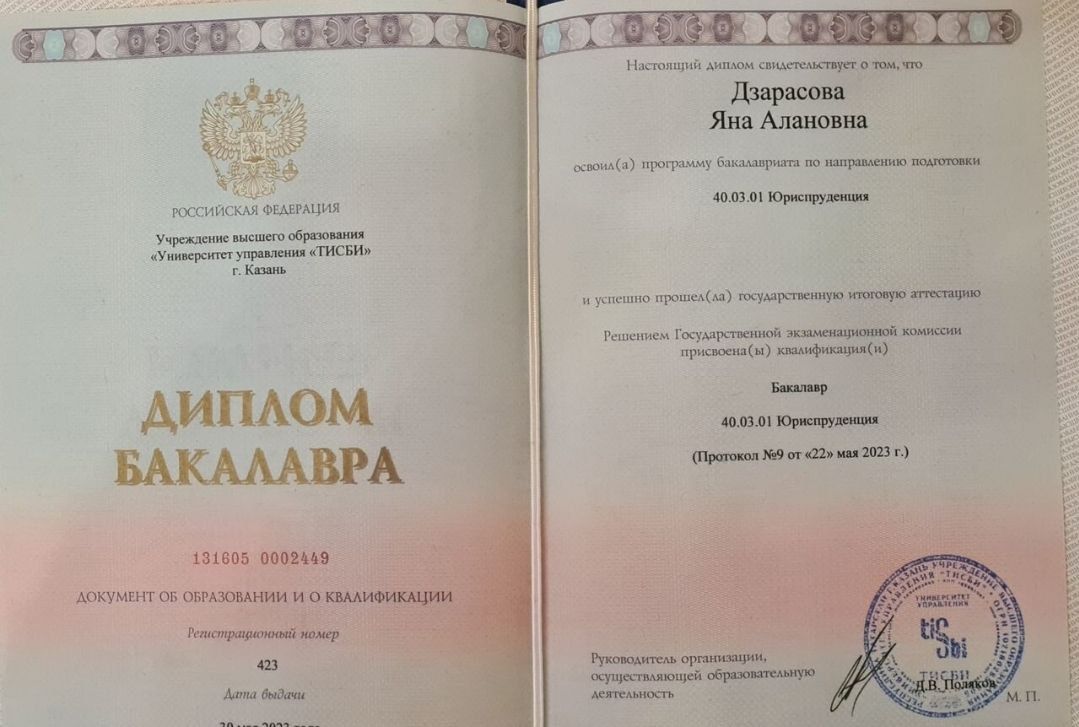 РОССИЙСКАЯ ФЕДЕРАЦИЯ
Учреждение высшего образования
«Университет управления «ТИСБИ»
г. Казань
ДИПЛОМ
БАКАЛАВРА
131605 0002449
ДОКУМЕНТ ОБ ОБРАЗОВАНИИ И О КВАЛИФИКАЦИИ
Регистрационный номер
423
Дата выдачи
Настоящий диплом свидетельствует о том, что
Дзарасова
Яна Алановна
освоил(а) программу бакалавриата по направлению подготовки
40.03.01 Юриспруденция
и успешно прошел(ла) государственную итоговую аттестацию
Решением Государственной экзаменационной комиссии
присвоена(ы) квалификация(и)
Бакалавр
40.03.01 Юриспруденция
(Протокол №9 от «22» мая 2023 г.)
Руководитель организации,
осуществляющей образовательную
деятельность
УНИВЕРСИТЕТ
УПРАВЛЕНИЯ
tiSbi
ТИСБИ
Д.В. Поляков
М. П.